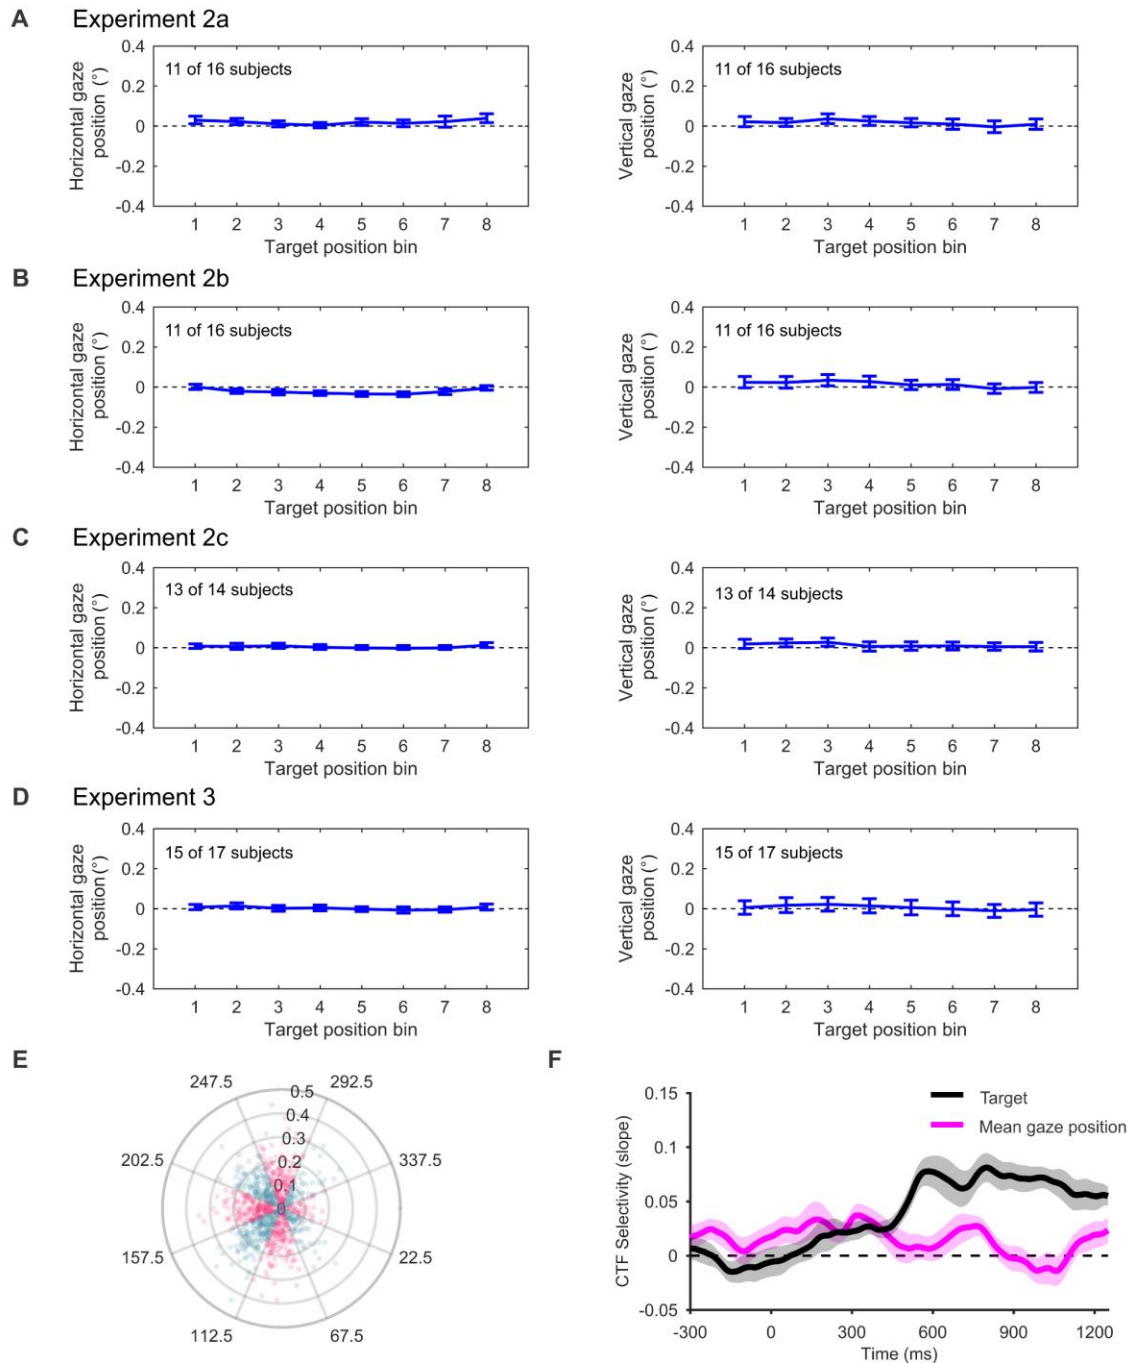 A Experiment 2a
Horizontal gaze
position (°)
0.4
0.2
0
-0.2
-0.4
11 of 16 subjects
1 2 3 4 5 6 7 8
Target position bin
Vertical gaze
position (°)
0.4
0.2
0
-0.2
-0.4
11 of 16 subjects
1 2 3 4 5 6 7 8
Target position bin
B Experiment 2b
Horizontal gaze
position (°)
0.4
0.2
0
-0.2
-0.4
11 of 16 subjects
1 2 3 4 5 6 7 8
Target position bin
Vertical gaze
position (°)
0.4
0.2
0
-0.2
-0.4
11 of 16 subjects
1 2 3 4 5 6 7 8
Target position bin
C Experiment 2c
Horizontal gaze
position (°)
0.4
0.2
0
-0.2
-0.4
13 of 14 subjects
1 2 3 4 5 6 7 8
Target position bin
Vertical gaze
position (°)
0.4
0.2
0
-0.2
-0.4
13 of 14 subjects
1 2 3 4 5 6 7 8
Target position bin
D Experiment 3
Horizontal gaze
position (°)
0.4
0.2
0
-0.2
-0.4
15 of 17 subjects
1 2 3 4 5 6 7 8
Target position bin
Vertical gaze
position (°)
0.4
0.2
0
-0.2
-0.4
15 of 17 subjects
1 2 3 4 5 6 7 8
Target position bin
E
247.5 292.5
0.5
0.4
0.3
0.2
0.1
0
202.5 337.5
157.5 22.5
112.5 67.5
F
CTF Selectivity (slope)
0.15
0.1
0.05
0
-0.05
Target
Mean gaze position
-300 0 300 600 900 1200
Time (ms)